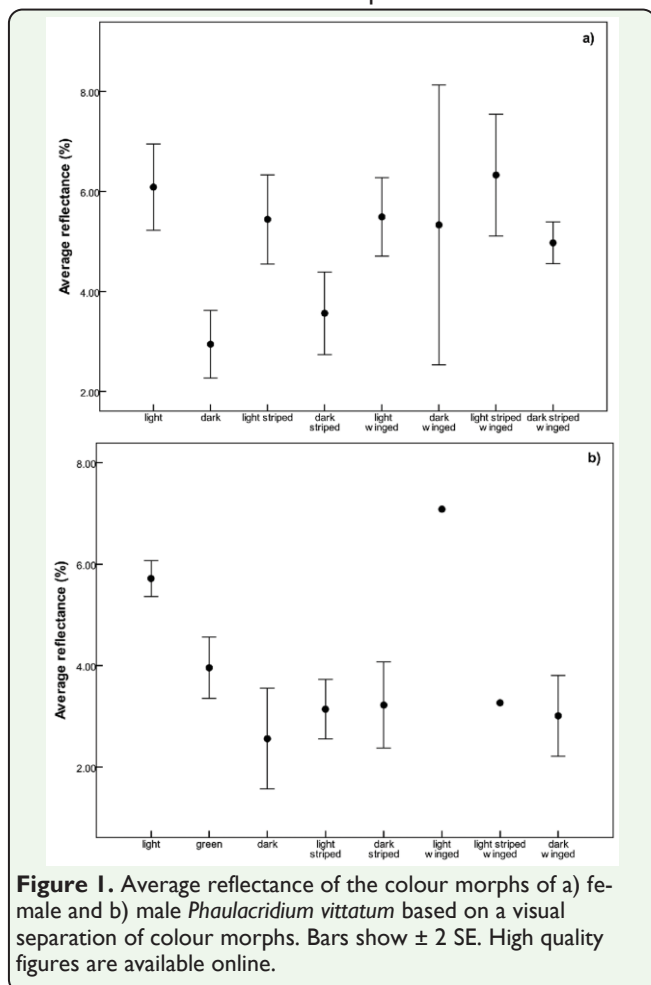 a)
8.00
6.00
4.00
2.00
Average reflectance (%)
light dark light striped dark striped light winged dark winged light striped winged dark striped winged
b)
8.00
6.00
4.00
2.00
Average reflectance (%)
light green dark light striped dark striped light winged light striped winged dark winged
Figure 1. Average reflectance of the colour morphs of a) fe-
male and b) male Phaulacridium vittatum based on a visual
separation of colour morphs. Bars show ± 2 SE. High quality
figures are available online.